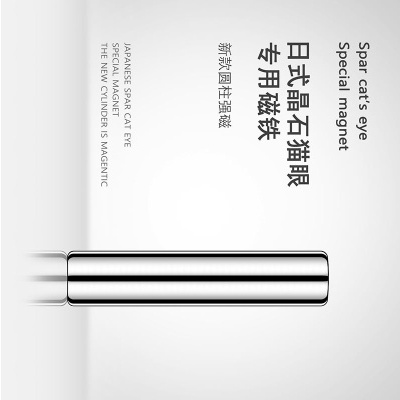 Spar cat's eye
Special magnet
日式晶石猫眼
专用磁铁
新款圆柱强磁
JAPANESE SPAR CAT EYE
SPECIAL MAGNET
THE NEW CYLINDER IS MAGENTIC